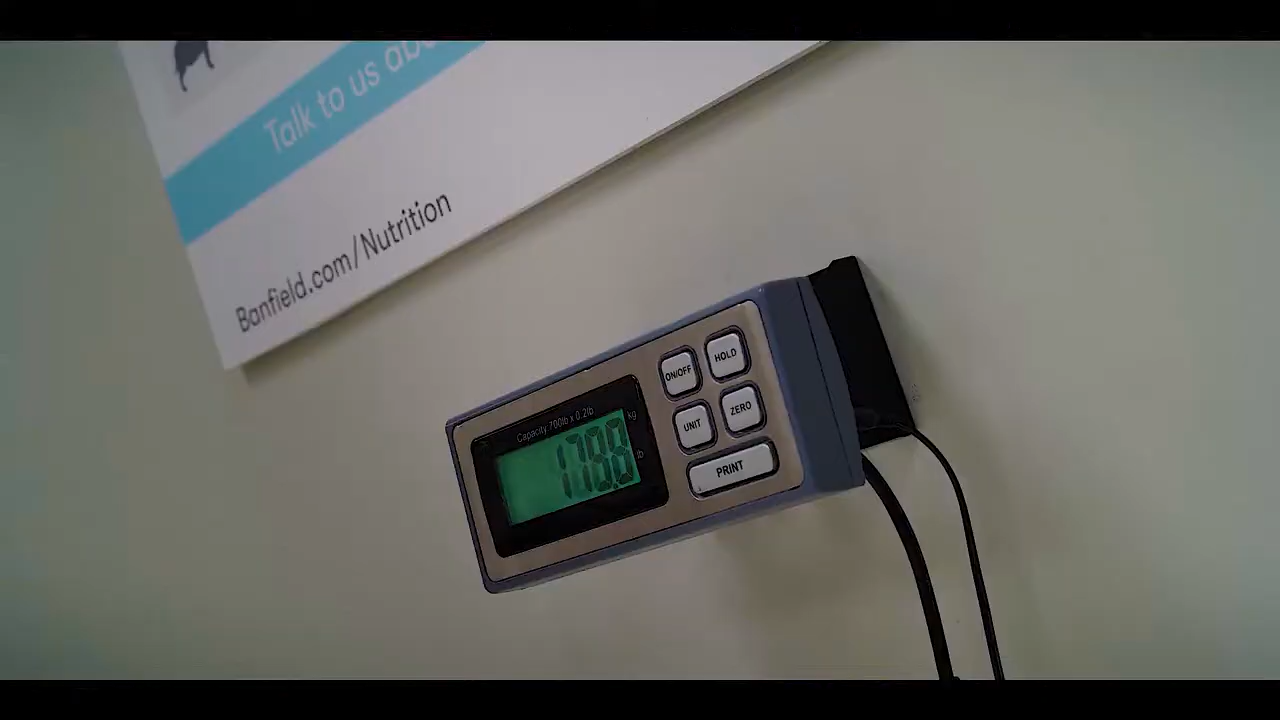 Talk to us abo
Banfield.com/Nutrition
Capacity 700lb x 0.2lb
kg
178.8
lb
ON/OFF
HOLD
UNIT
ZERO
PRINT